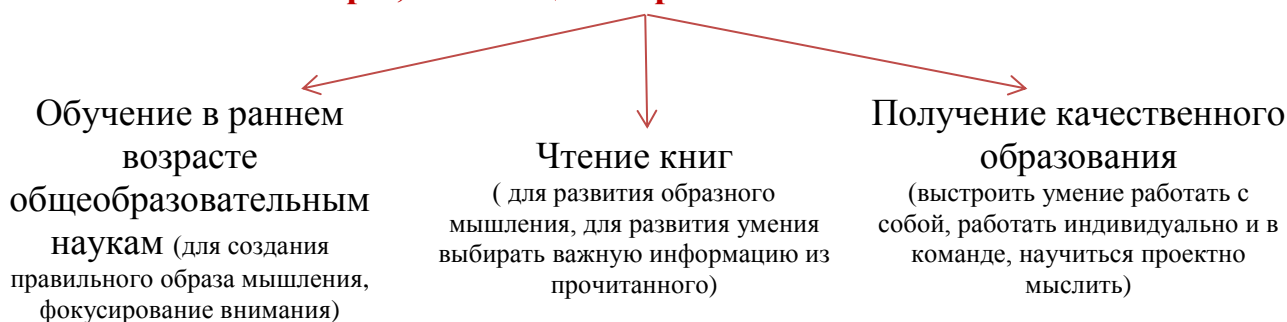 Обучение в раннем
возрасте
общеобразовательным
наукам (для создания
правильного образа мышления,
фокусирование внимания)
Чтение книг
( для развития образного
мышления, для развития умения
выбирать важную информацию из
прочитанного)
Получение качественного
образования
(выстроить умение работать с
собой, работать индивидуально и в
команде, научиться проектно
мыслить)